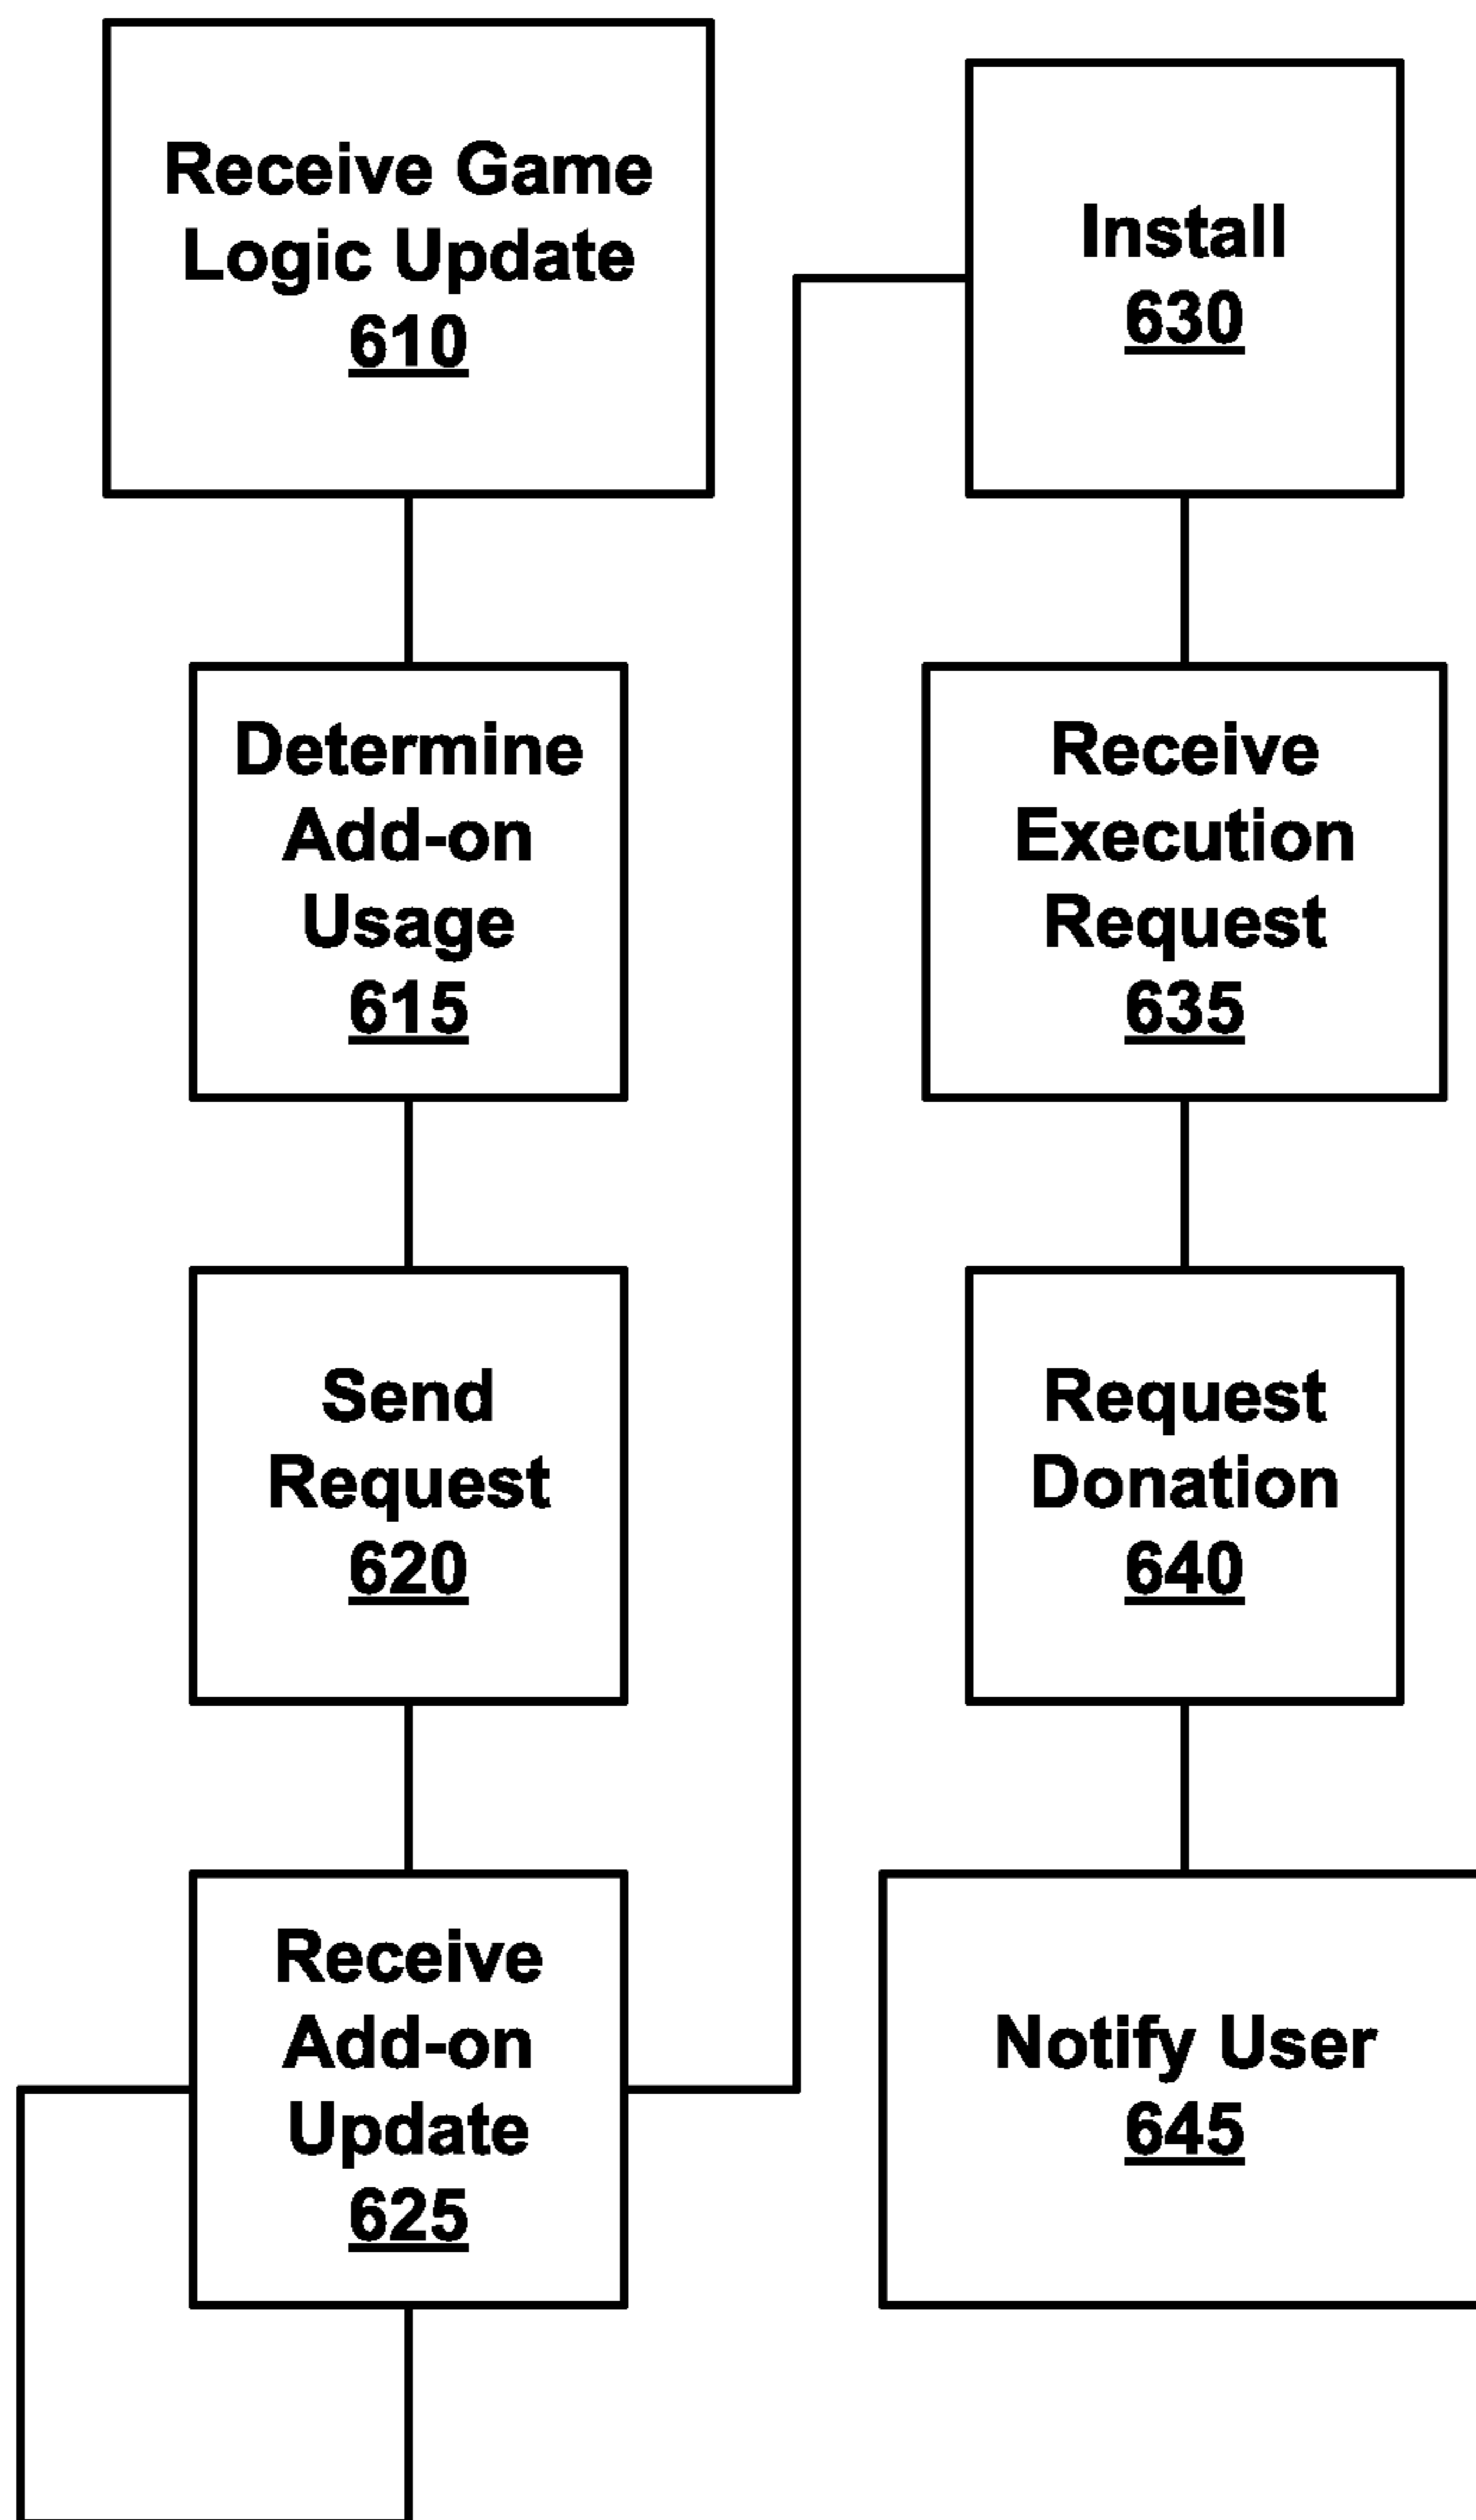 Receive Game
Logic Update
610
Determine
Add-on
Usage
615
Send
Request
620
Receive
Add-on
Update
625
Install
630
Receive
Execution
Request
635
Request
Donation
640
Notify User
645